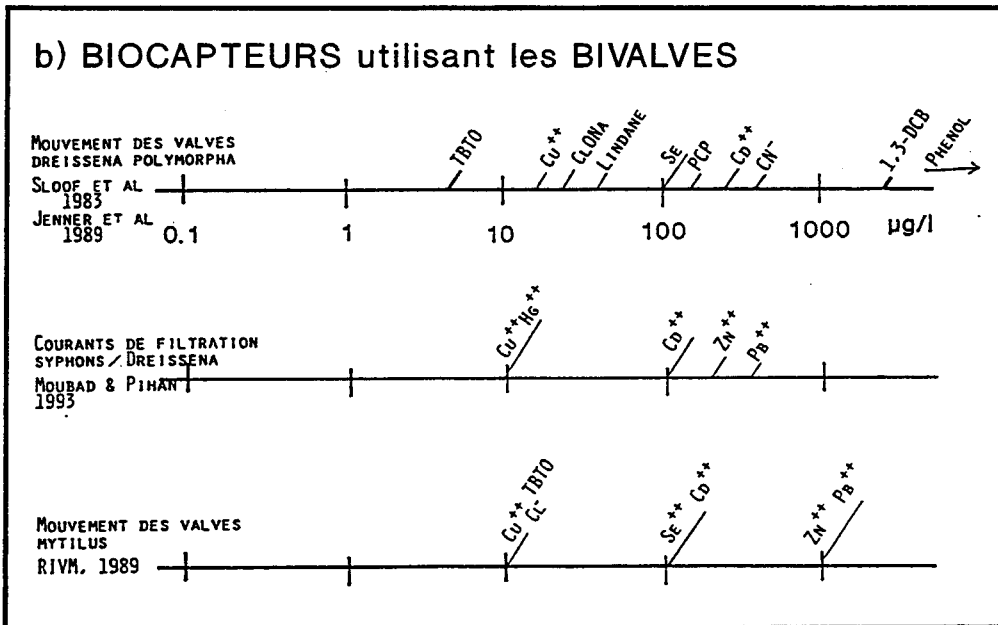 b) BIOCAPTEURS utilisant les BIVALVES
MOUVEMENT DES VALVES
DREISSENA POLYMORPHA
SLOOF ET AL
1983
JENNER ET AL
1989
TBTO
Cu++
CLONA
LINDANE
SE
PCP
CD++
CN-
1,3-DCB
PHENOL
0.1 1 10 100 1000 µg/l
COURANTS DE FILTRATION
SYPHONS/DREISSENA
MOUBAD & PIHAN
1993
Cu++ HG++
CD++
ZN++
PB++
MOUVEMENT DES VALVES
MYTILUS
RIVM, 1989
Cu++ TBTO
CL-
SE++ CD++
ZN++ PB++